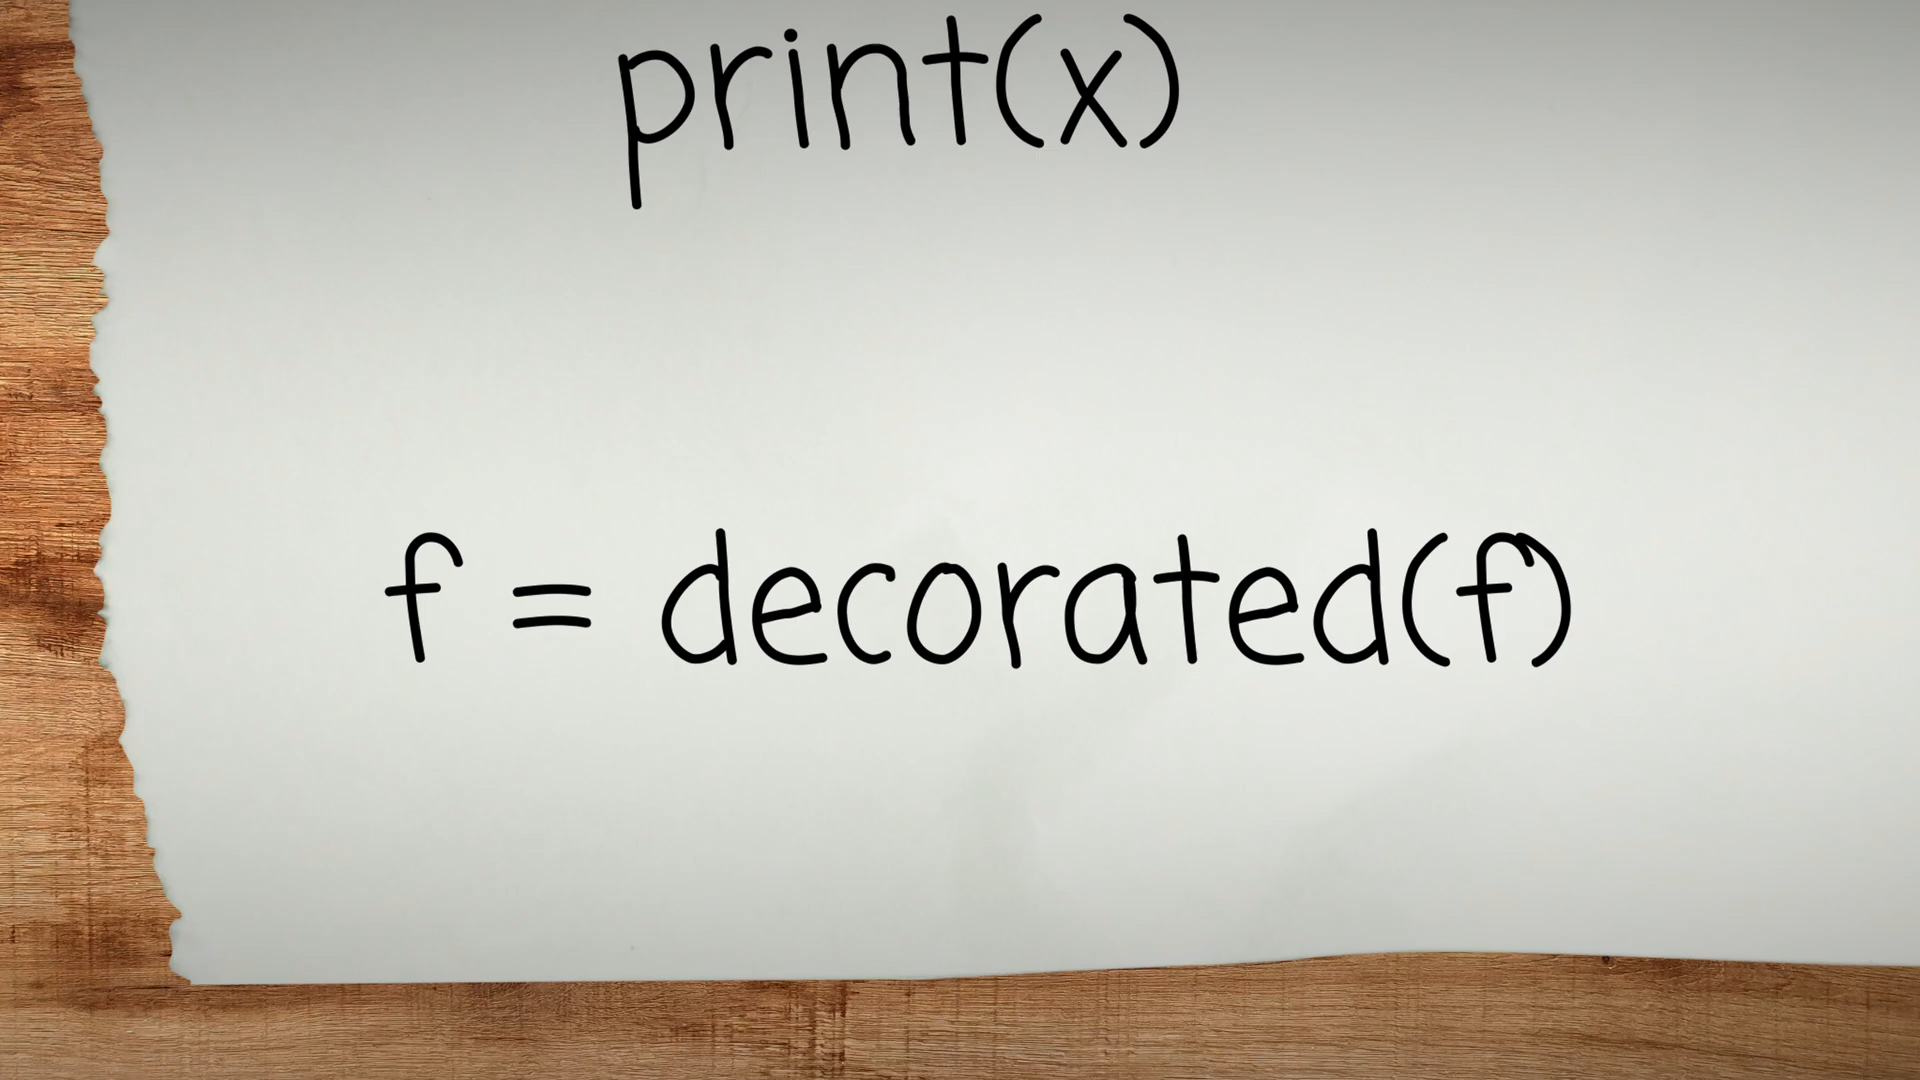 print(x)
f = decorated(f)